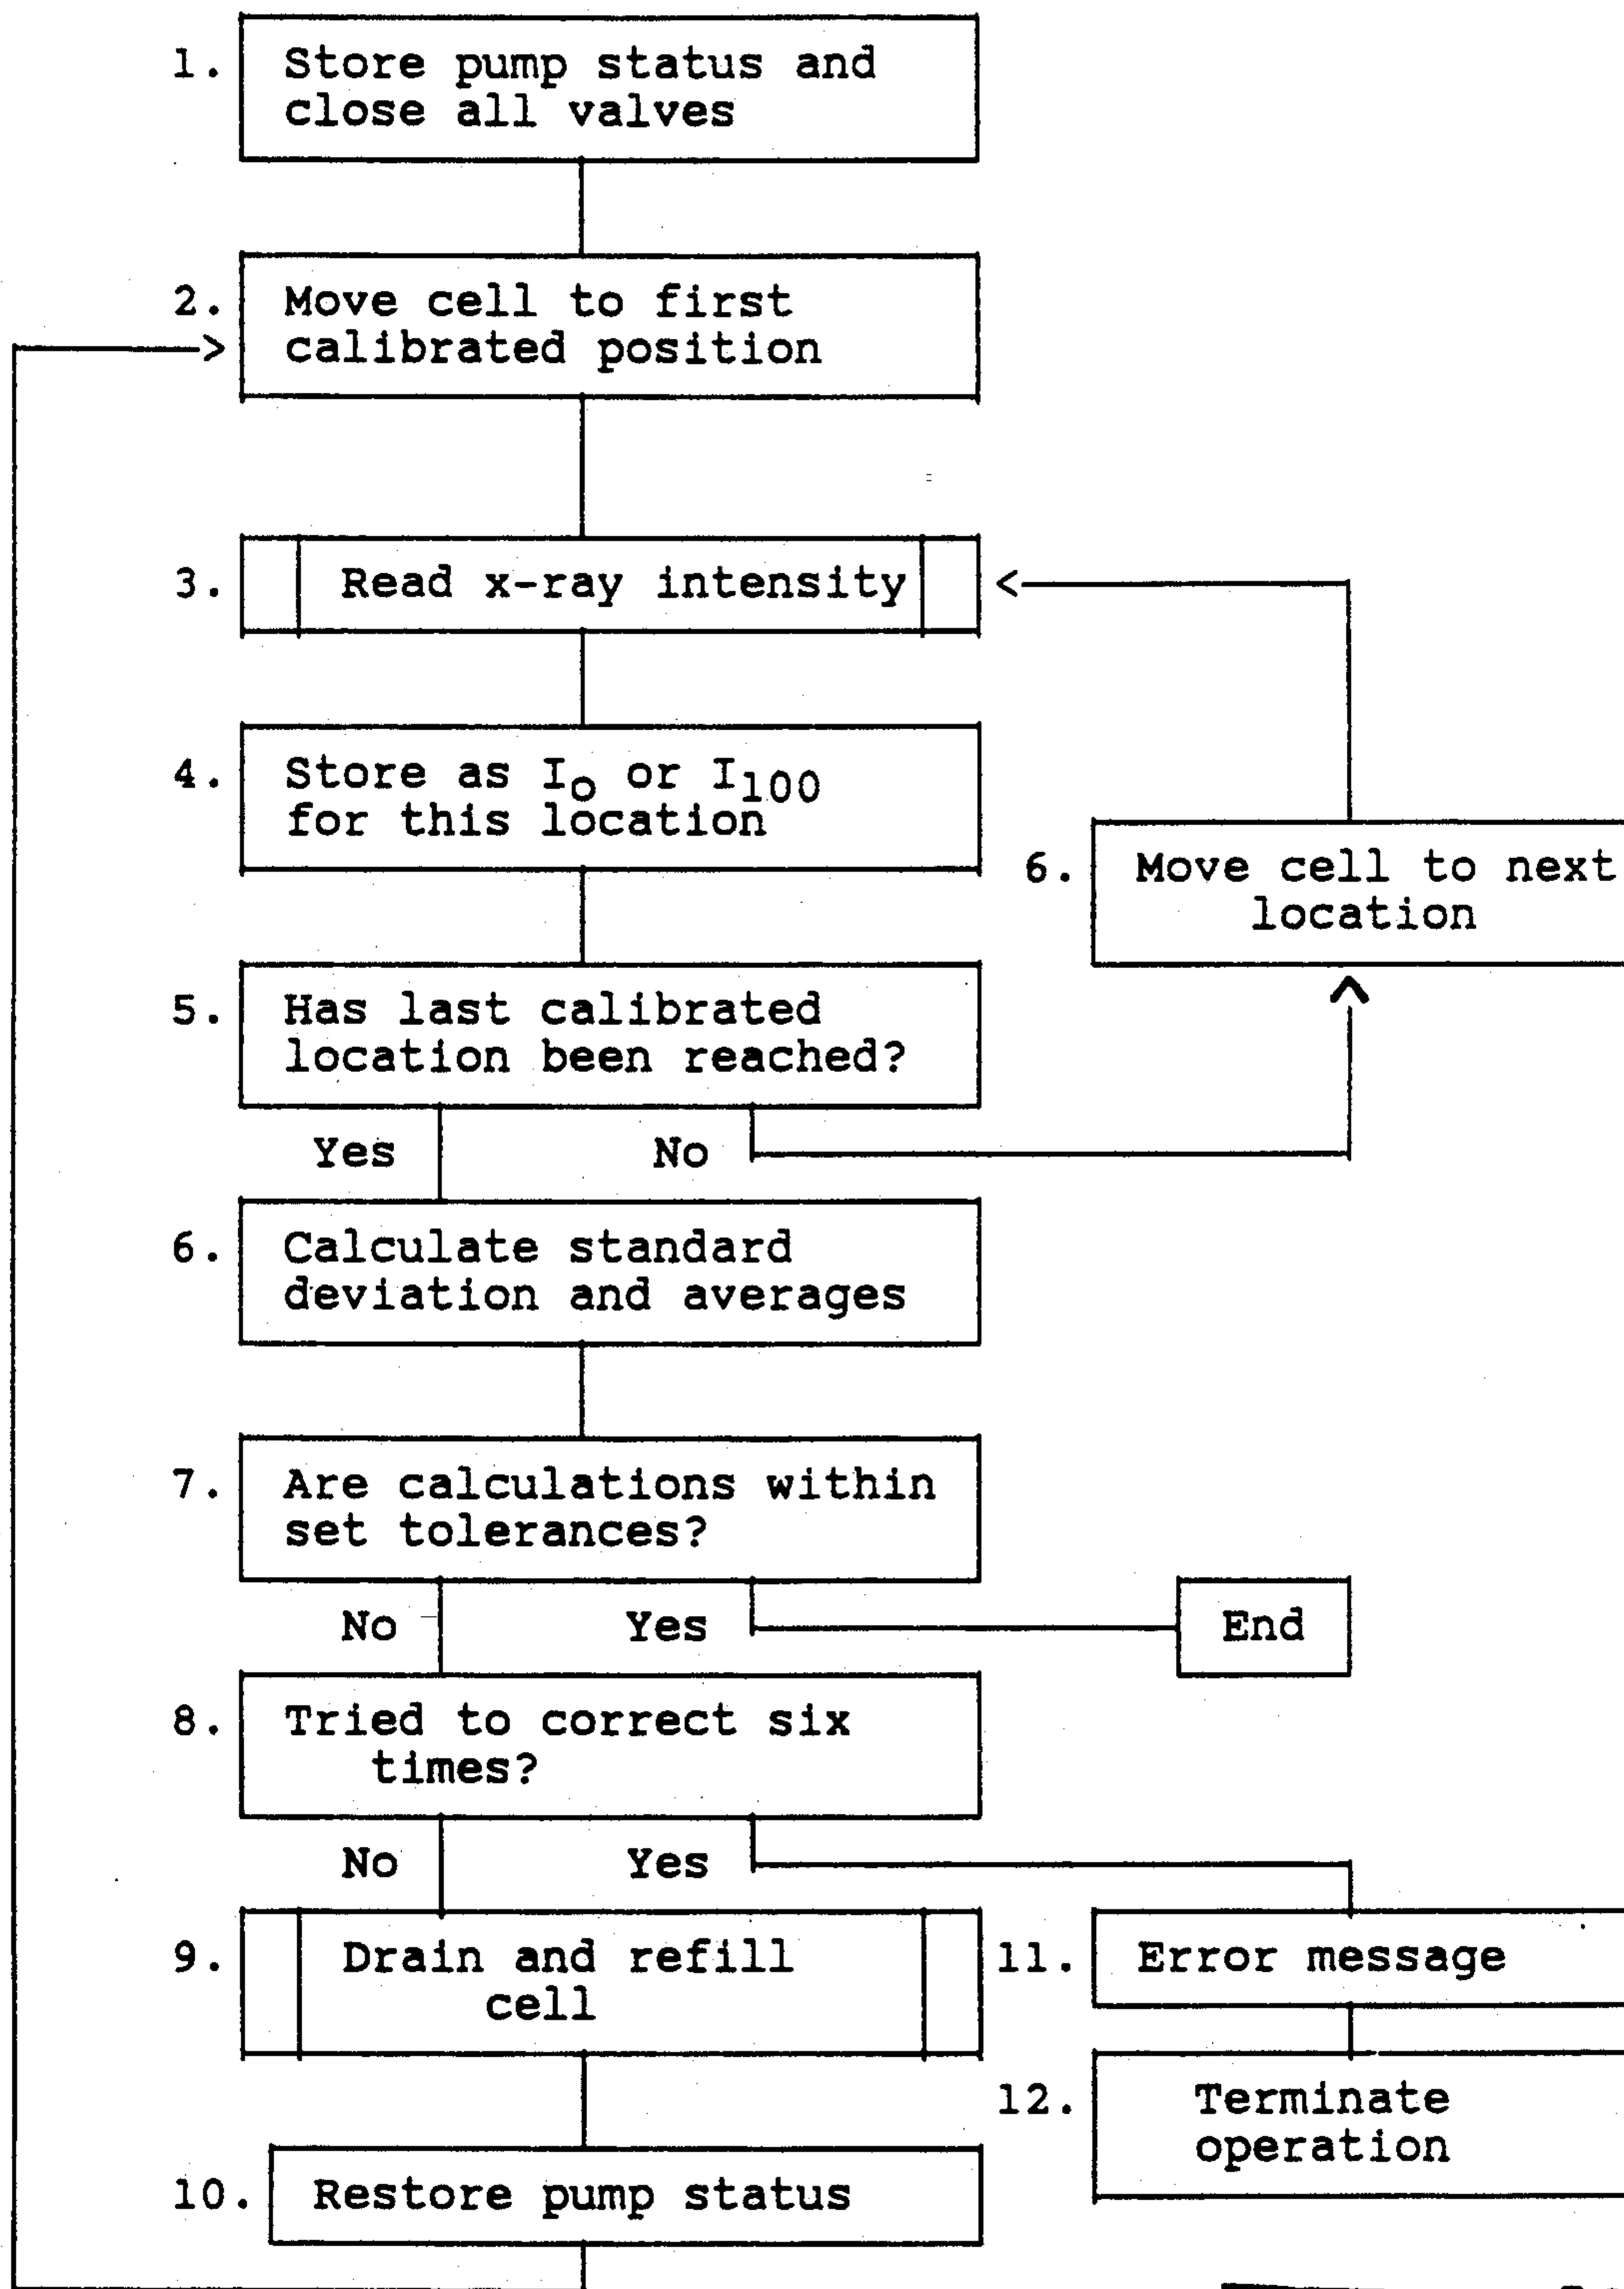 1. Store pump status and
close all valves
2. Move cell to first
calibrated position
3. Read x-ray intensity
4. Store as I₀ or I₁₀₀
for this location
6. Move cell to next
location
5. Has last calibrated
location been reached?
Yes No
6. Calculate standard
deviation and averages
7. Are calculations within
set tolerances?
No Yes End
8. Tried to correct six
times?
No Yes
9. Drain and refill
cell
11. Error message
12. Terminate
operation
10. Restore pump status